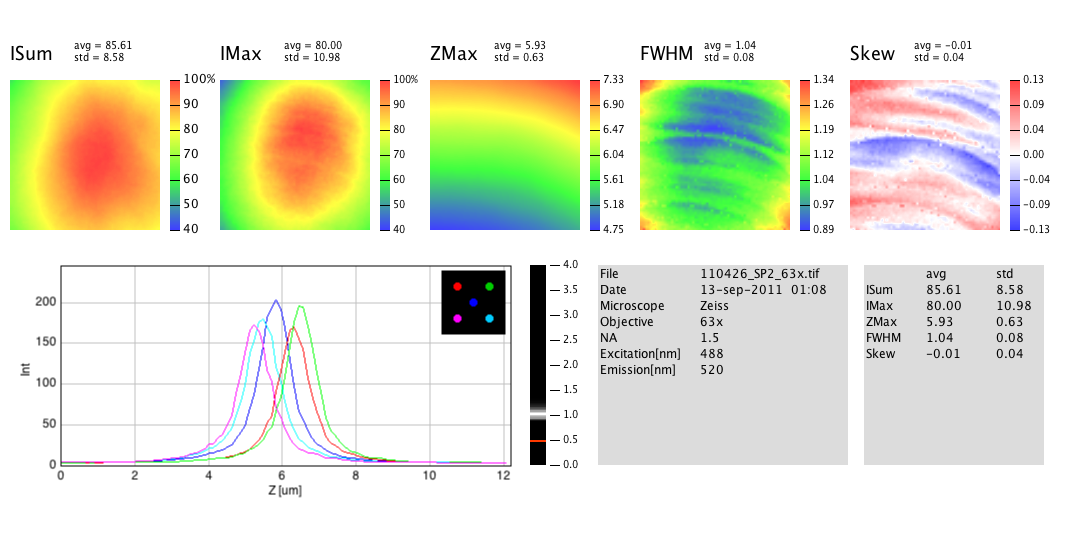 ISum avg = 85.61
std = 8.58
IMax avg = 80.00
std = 10.98
ZMax avg = 5.93
std = 0.63
FWHM avg = 1.04
std = 0.08
Skew avg = -0.01
std = 0.04
100%
90
80
70
60
50
40
100%
90
80
70
60
50
40
7.33
6.90
6.47
6.04
5.61
5.18
4.75
1.34
1.26
1.19
1.12
1.04
0.97
0.89
0.13
0.09
0.04
0.00
-0.04
-0.09
-0.13
200
150
100
50
0
Int
0 2 4 6 8 10 12
Z [um]
4.0
3.5
3.0
2.5
2.0
1.5
1.0
0.5
0.0
File 110426_SP2_63x.tif
Date 13-sep-2011 01:08
Microscope Zeiss
Objective 63x
NA 1.5
Excitation[nm] 488
Emission[nm] 520
avg std
ISum 85.61 8.58
IMax 80.00 10.98
ZMax 5.93 0.63
FWHM 1.04 0.08
Skew -0.01 0.04